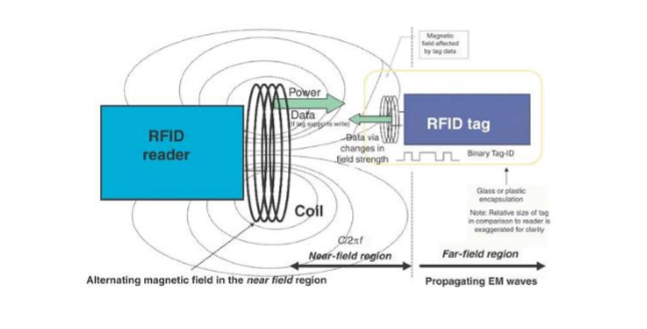 Magnetic
field affected
by tag data
Power
Data
(if tag supports write)
RFID
reader
RFID tag
Data via
changes in
field strength
Binary Tag-ID
Glass or plastic
encapsulation
Note: Relative size of tag
in comparison to reader is
exaggerated for clarity
Coil
C/2πf
Near-field region
Far-field region
Alternating magnetic field in the near field region
Propagating EM waves